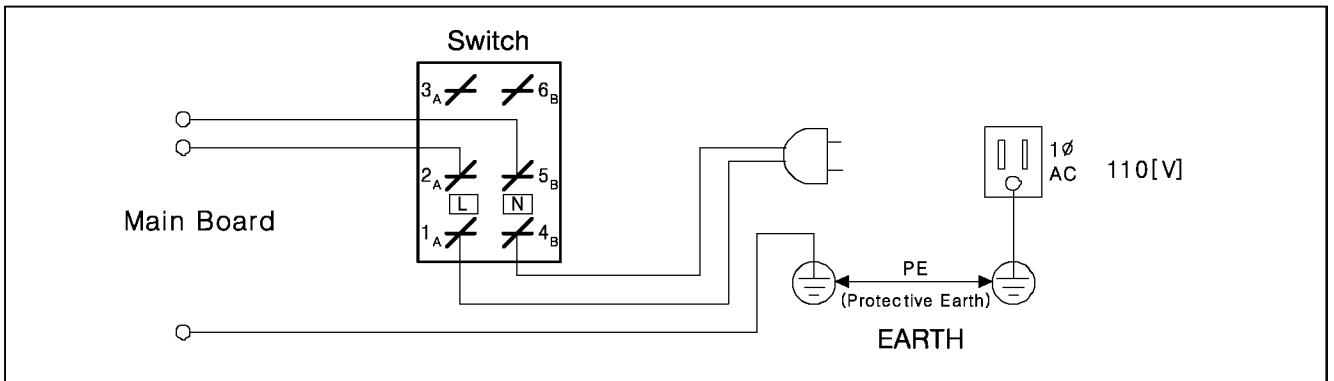 Switch
3A 6B
2A 5B
L N
1A 4B
Main Board
1Ø
AC
110[V]
PE
(Protective Earth)
EARTH